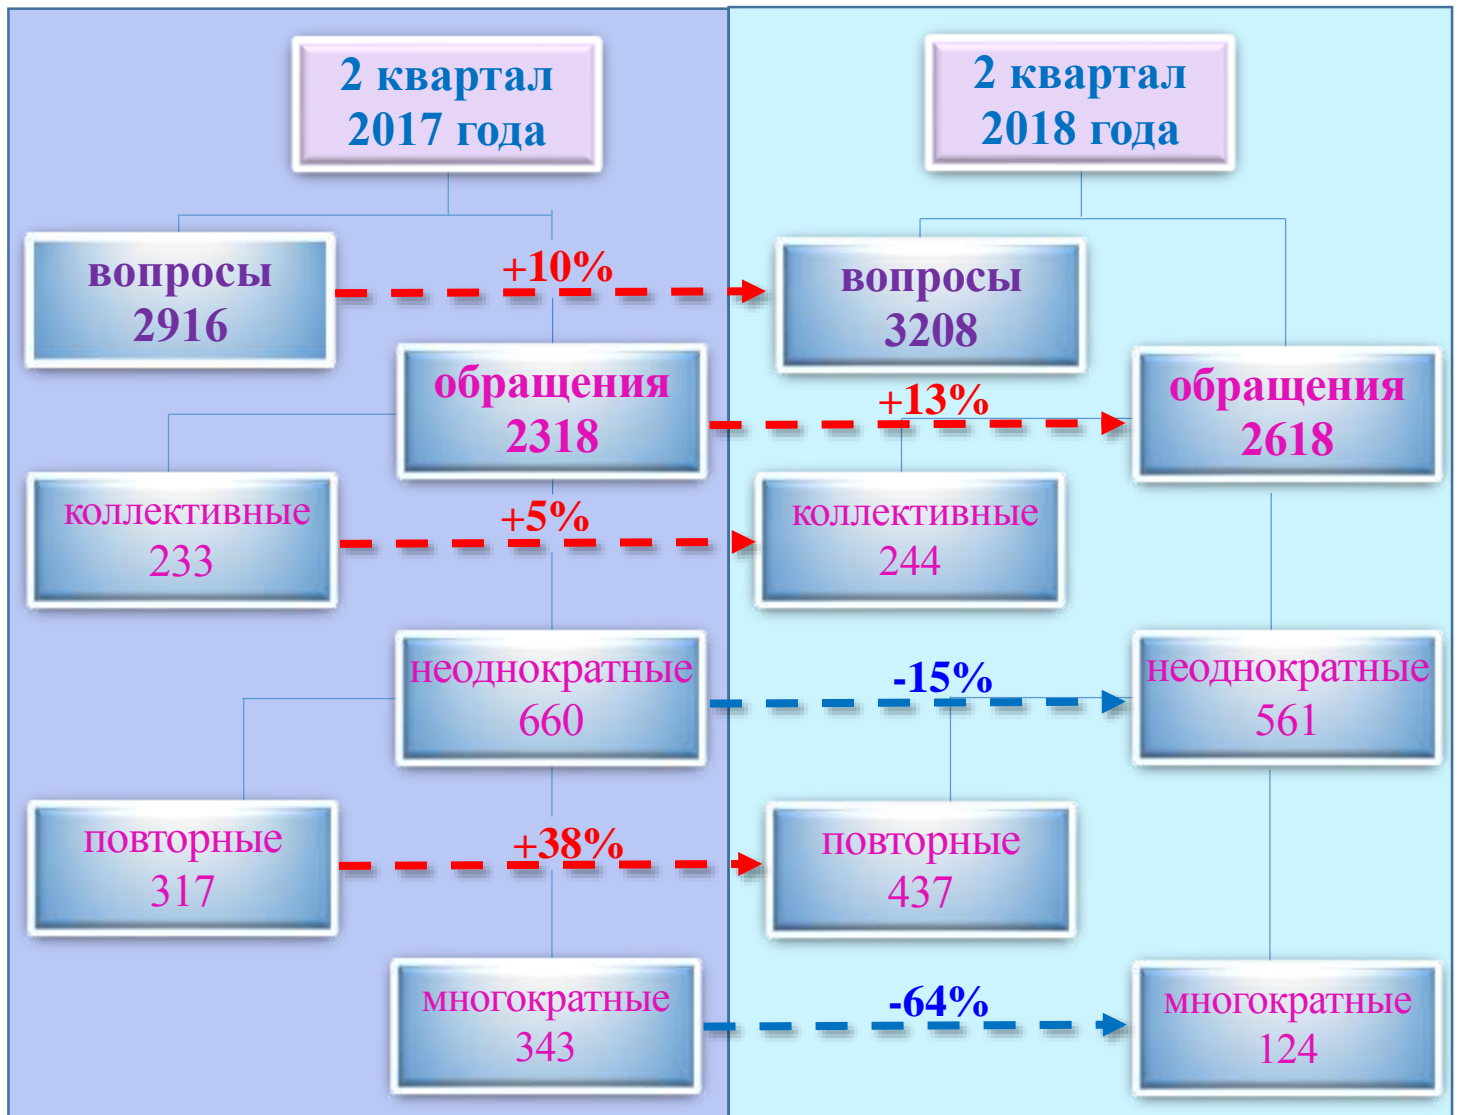 2 квартал
2017 года
2 квартал
2018 года
вопросы
2916
+10%
вопросы
3208
обращения
2318
+13%
обращения
2618
коллективные
233
+5%
коллективные
244
неоднократные
660
-15%
неоднократные
561
повторные
317
+38%
повторные
437
многократные
343
-64%
многократные
124